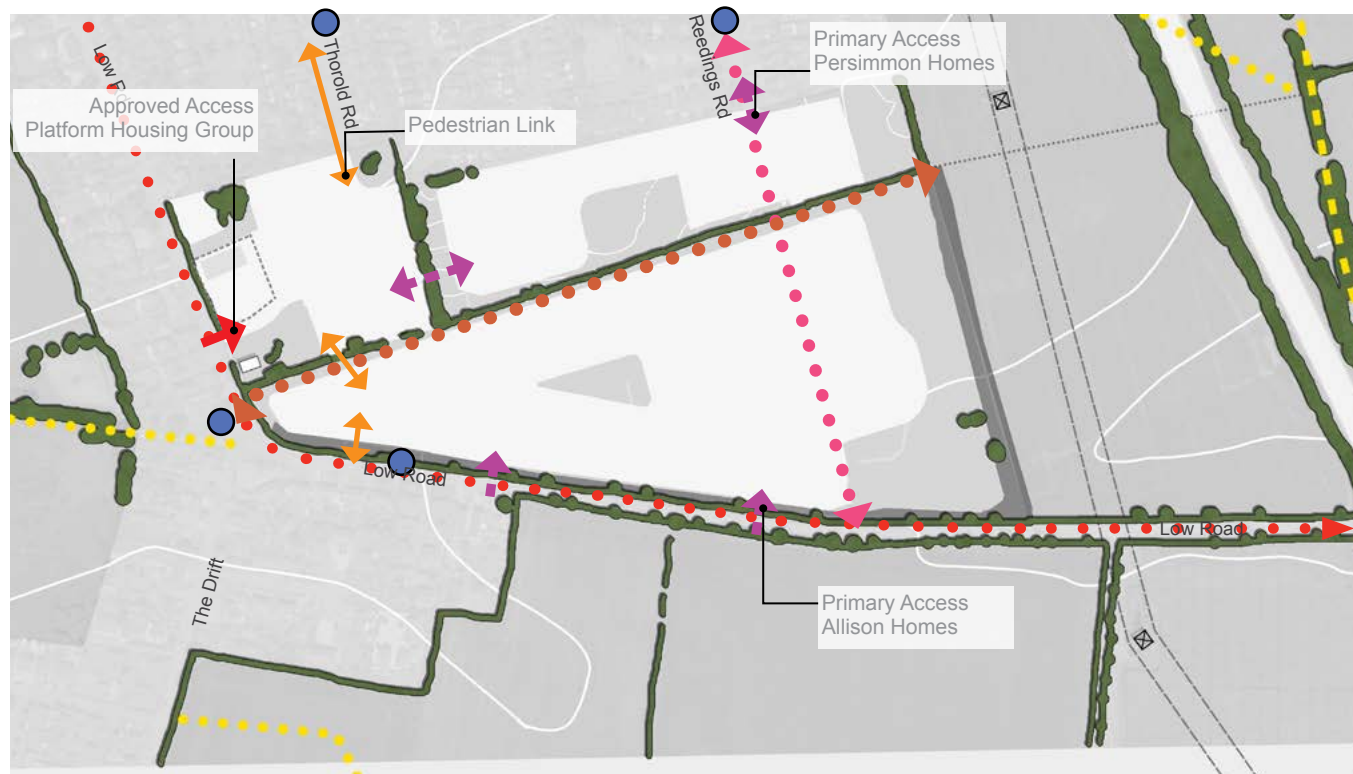 Low Ro
Thorold Rd
Reedings Rd
Primary Access
Persimmon Homes
Approved Access
Platform Housing Group
Pedestrian Link
Low Road
Low Road
The Drift
Primary Access
Allison Homes